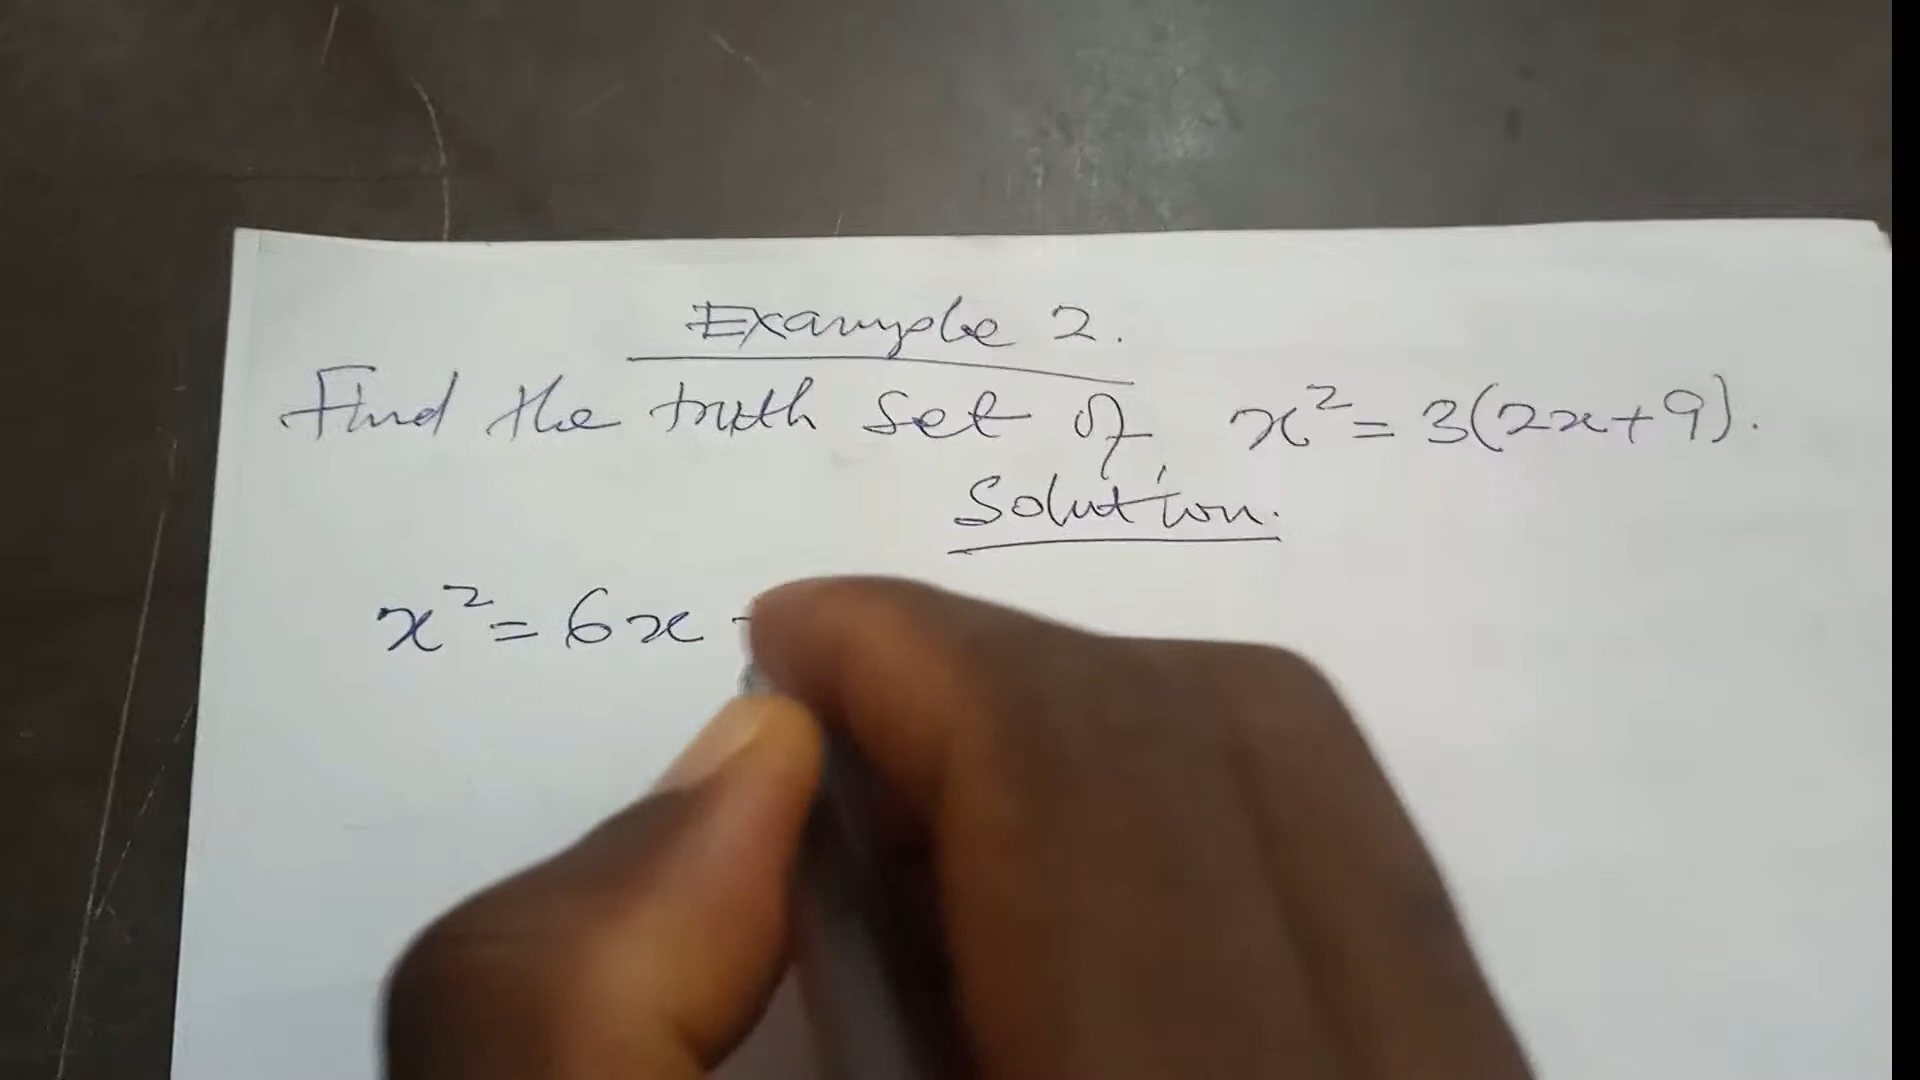 Example 2.
Find the truth set of x² = 3(2x+9).
Solution.
x² = 6x